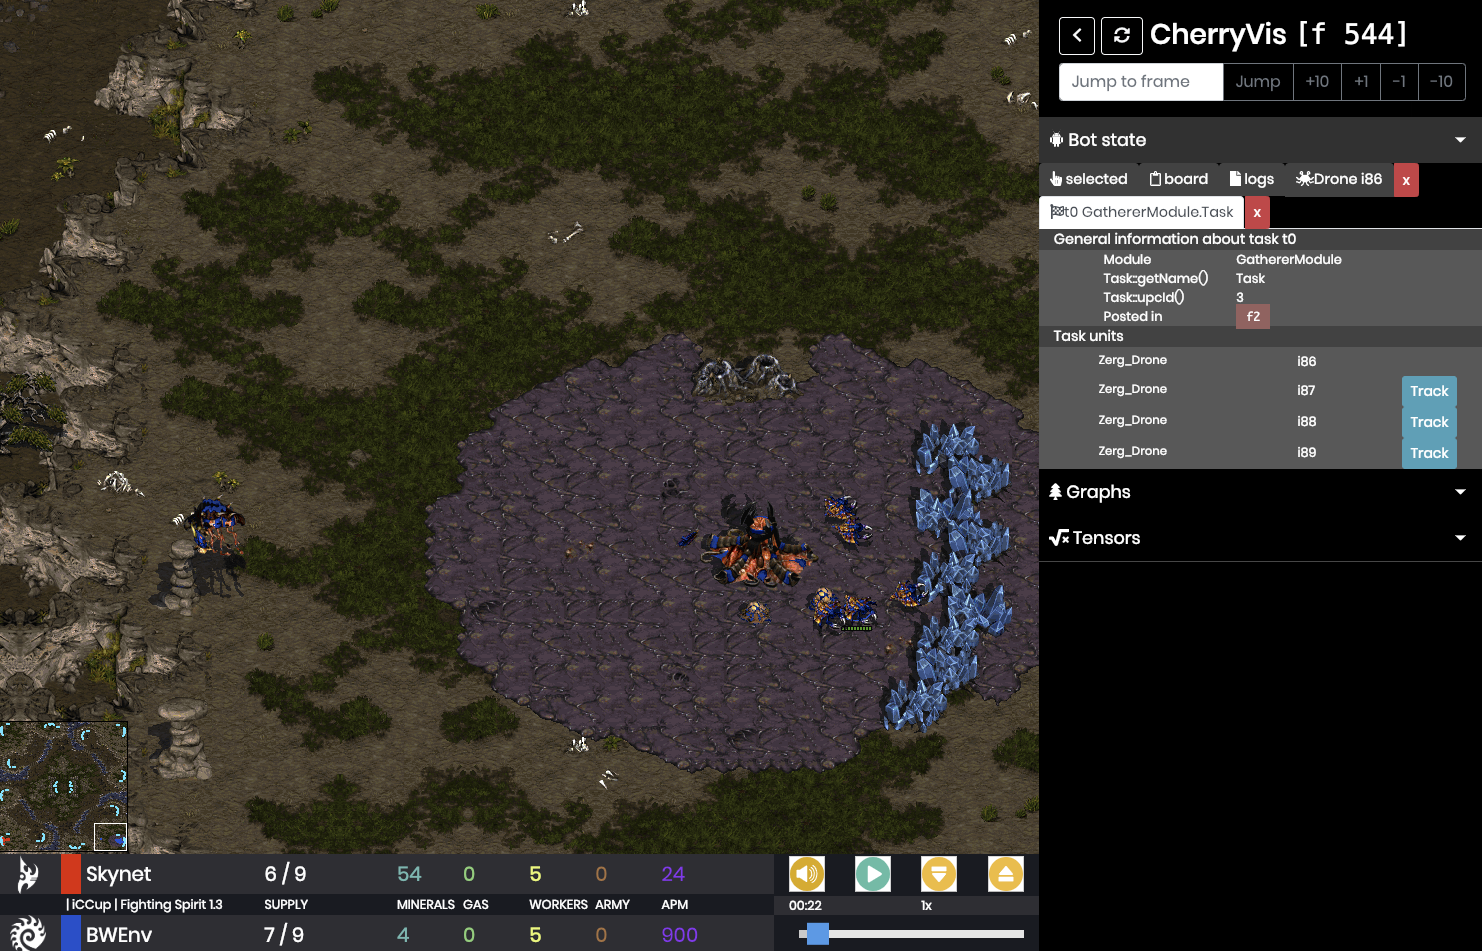 CherryVis [f 544]
Jump to frame Jump +10 +1 -1 -10
Bot state
selected board logs Drone i86 x
t0 GathererModule.Task x
General information about task t0
Module GathererModule
Task::getName() Task
Task::upcId() 3
Posted in f2
Task units
Zerg_Drone i86
Zerg_Drone i87 Track
Zerg_Drone i88 Track
Zerg_Drone i89 Track
Graphs
Tensors
Skynet 6 / 9 54 0 5 0 24
| iCCup | Fighting Spirit 1.3 SUPPLY MINERALS GAS WORKERS ARMY APM
BWEnv 7 / 9 4 0 5 0 900
00:22 1x